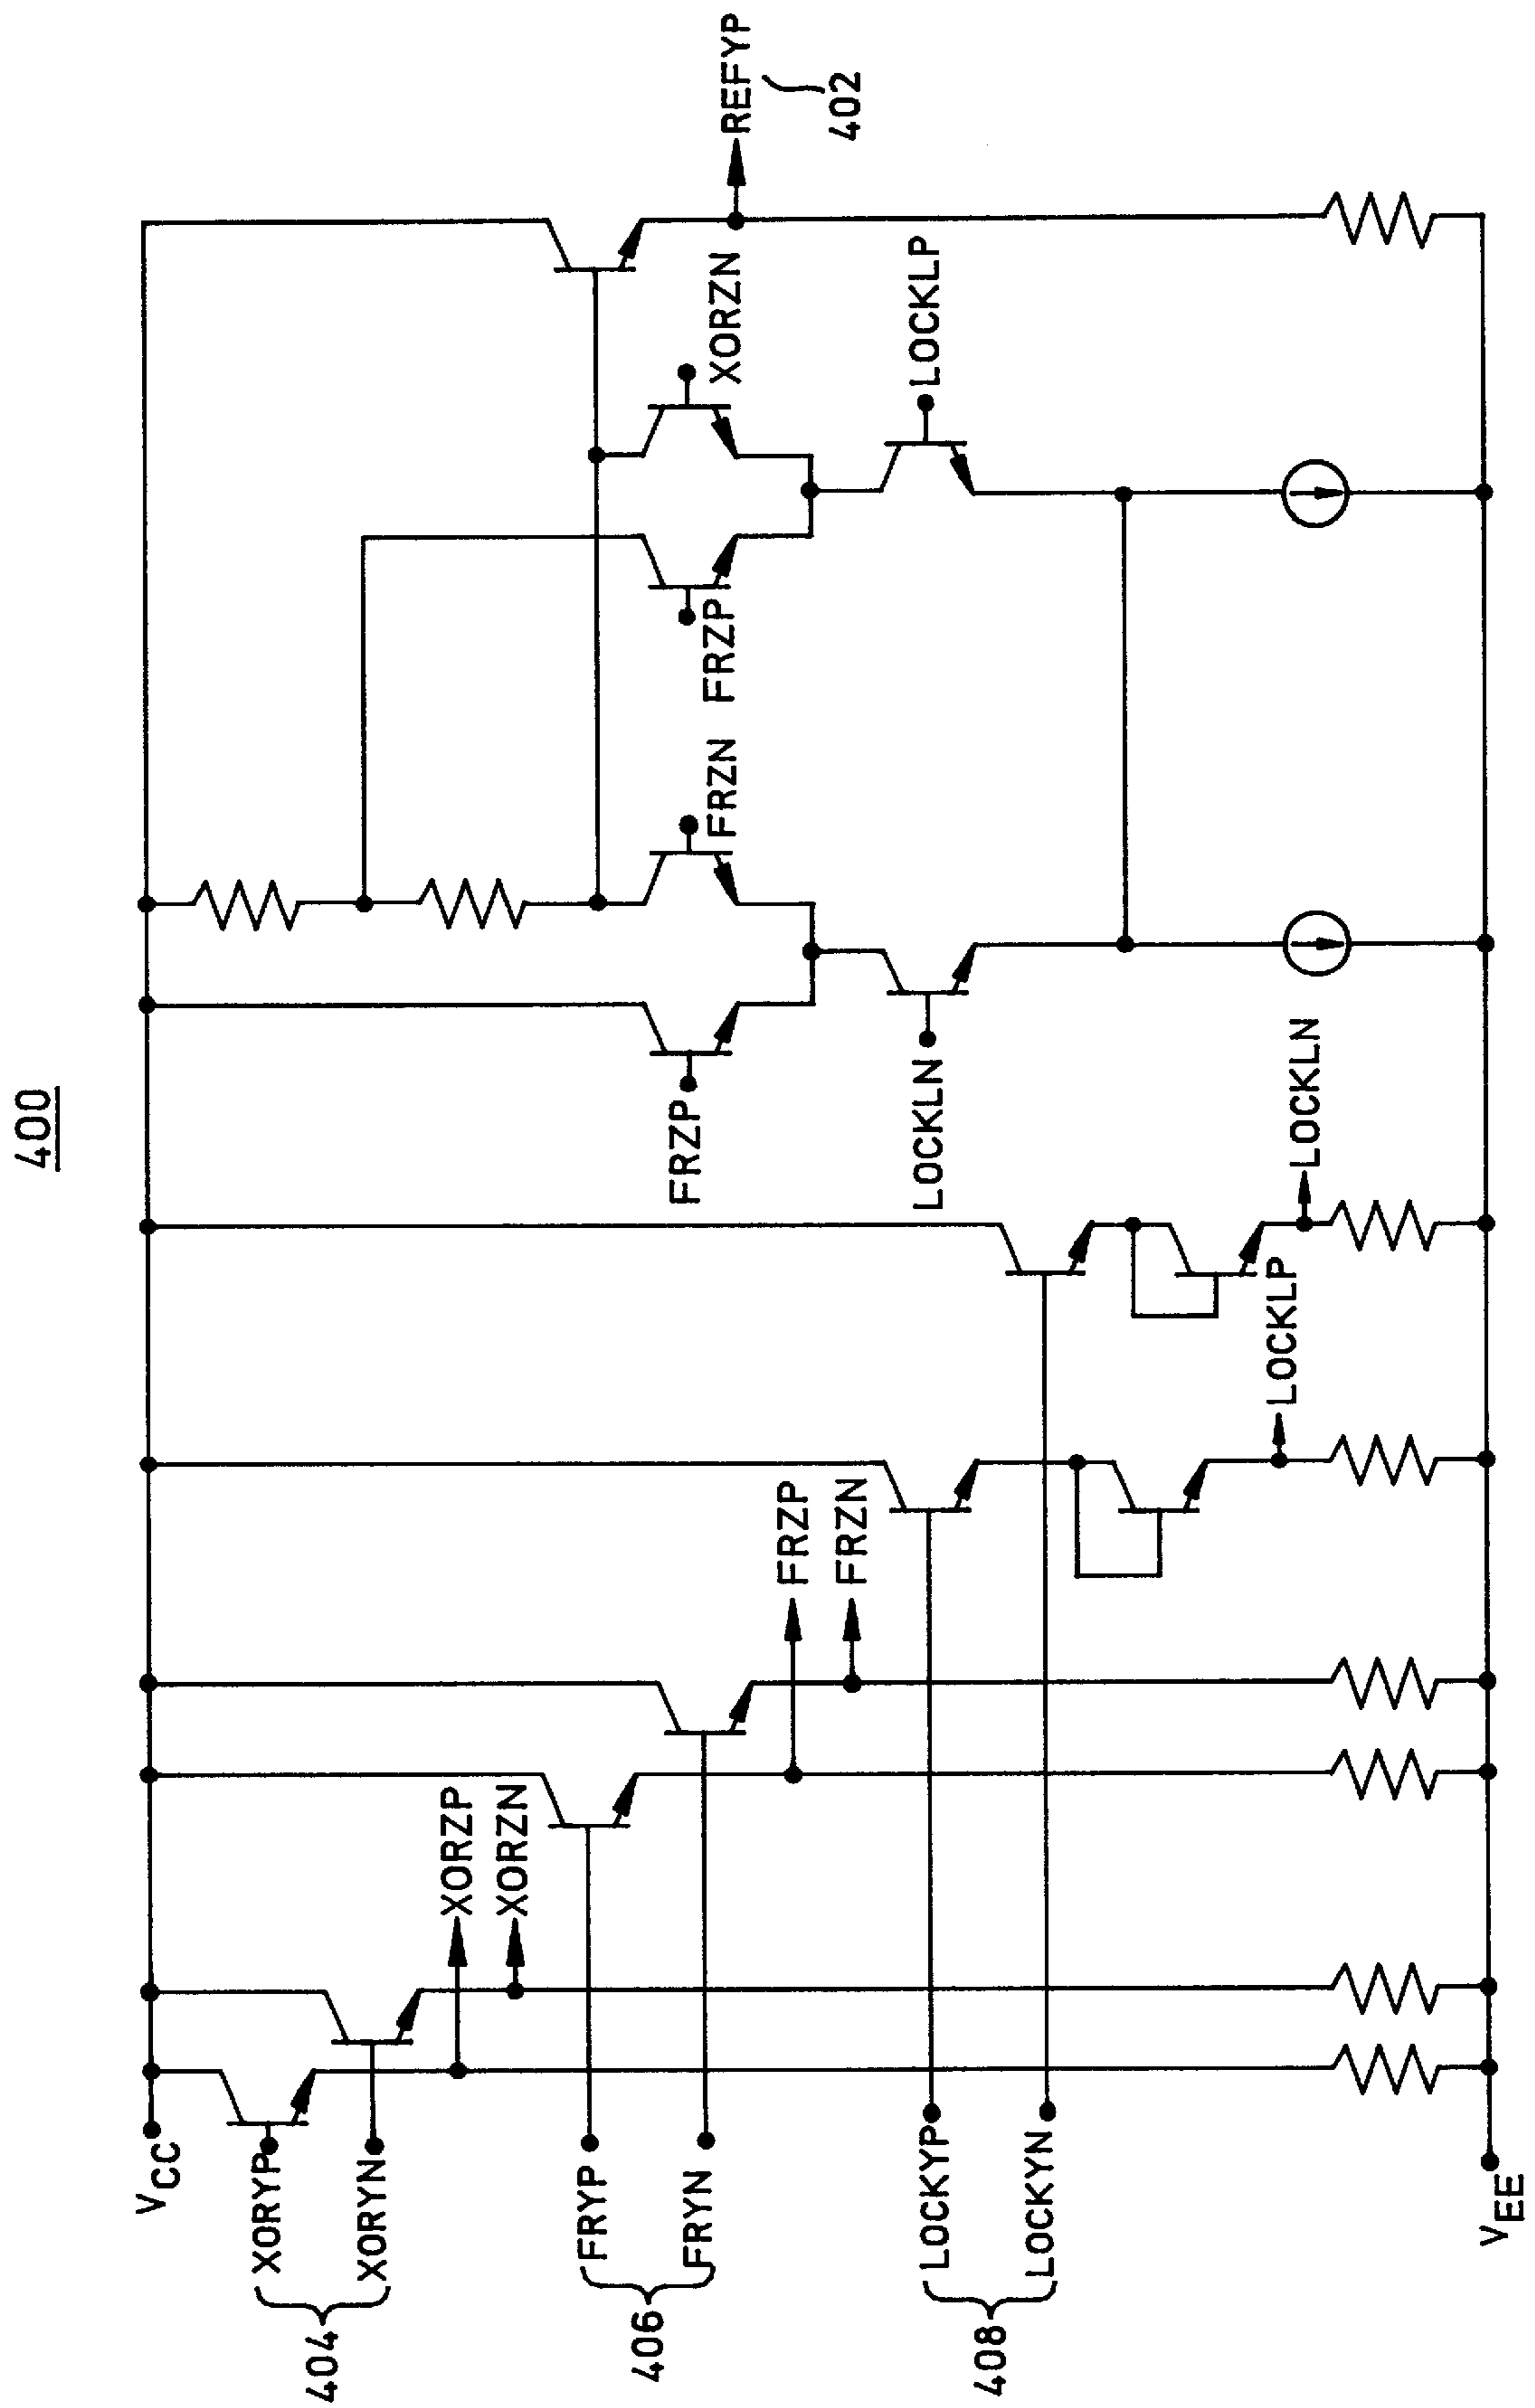 400
VCC
XORYP
XORYN
404
FRYP
FRYN
406
LOCKYP
LOCKYN
408
VEE
XORZP
XORZN
FRZP
FRZN
LOCKLP
LOCKLN
FRZP
FRZN
LOCKLN
FRZP
XORZN
LOCKLP
REFYP
402